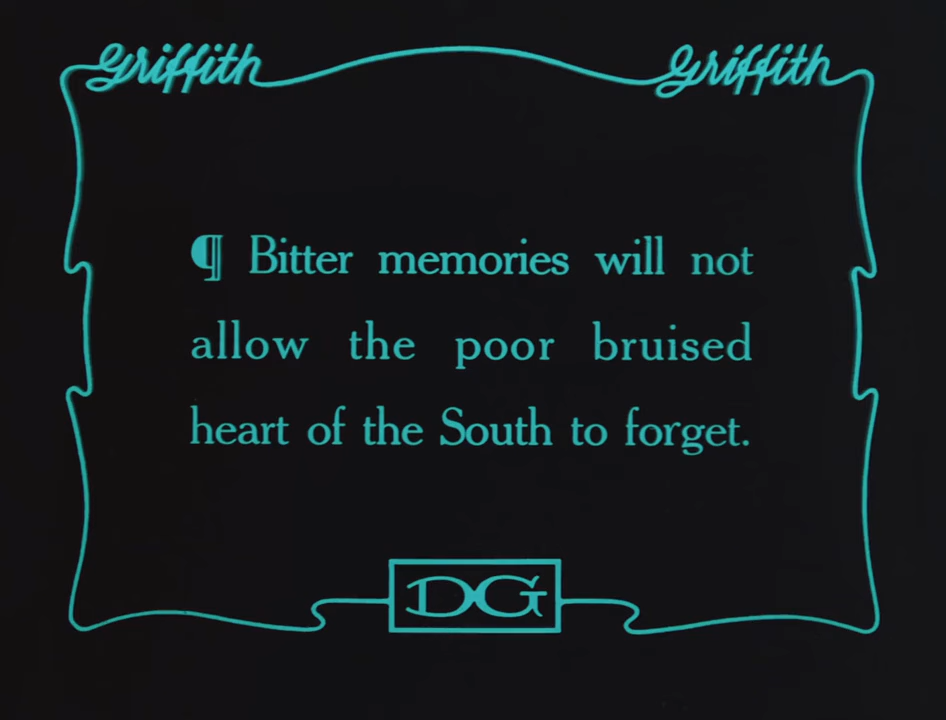 Griffith Griffith
¶ Bitter memories will not
allow the poor bruised
heart of the South to forget.
DG